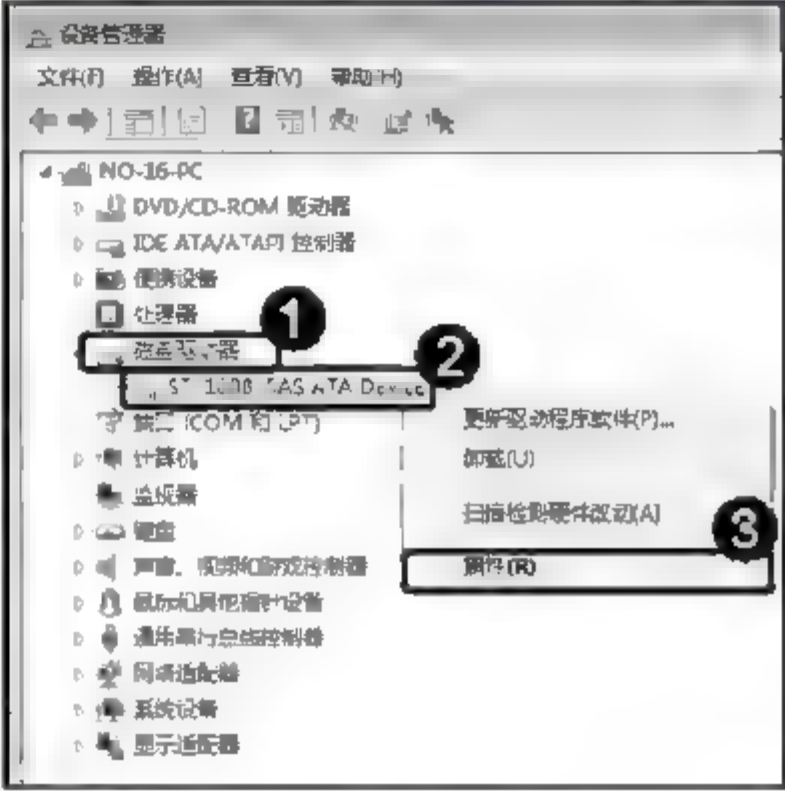 设备管理器
文件(F) 操作(A) 查看(V) 帮助(H)
NO-16-PC
DVD/CD-ROM 驱动器
IDE ATA/ATAPI 控制器
便携设备
处理器
1
磁盘驱动器
2
ATA Device
端口 (COM 和 LPT)
更新驱动程序软件(P)...
计算机
卸载(U)
监视器
扫描检测硬件改动(A)
3
键盘
声音、视频和游戏控制器
属性(R)
鼠标和其他指针设备
通用串行总线控制器
网络适配器
系统设备
显示适配器